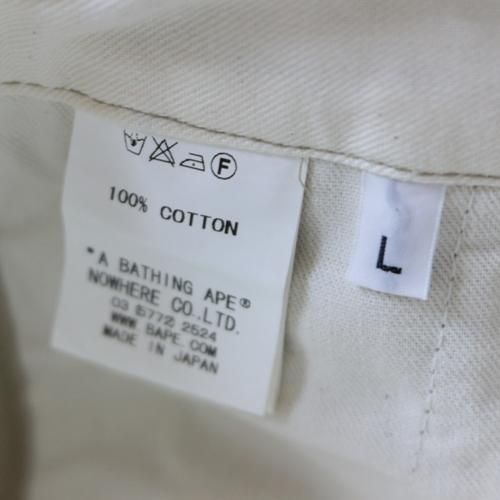 F
100% COTTON
"A BATHING APE®
NOWHERE CO.,LTD.
03 (5772) 2524
WWW.BAPE.COM
MADE IN JAPAN
L